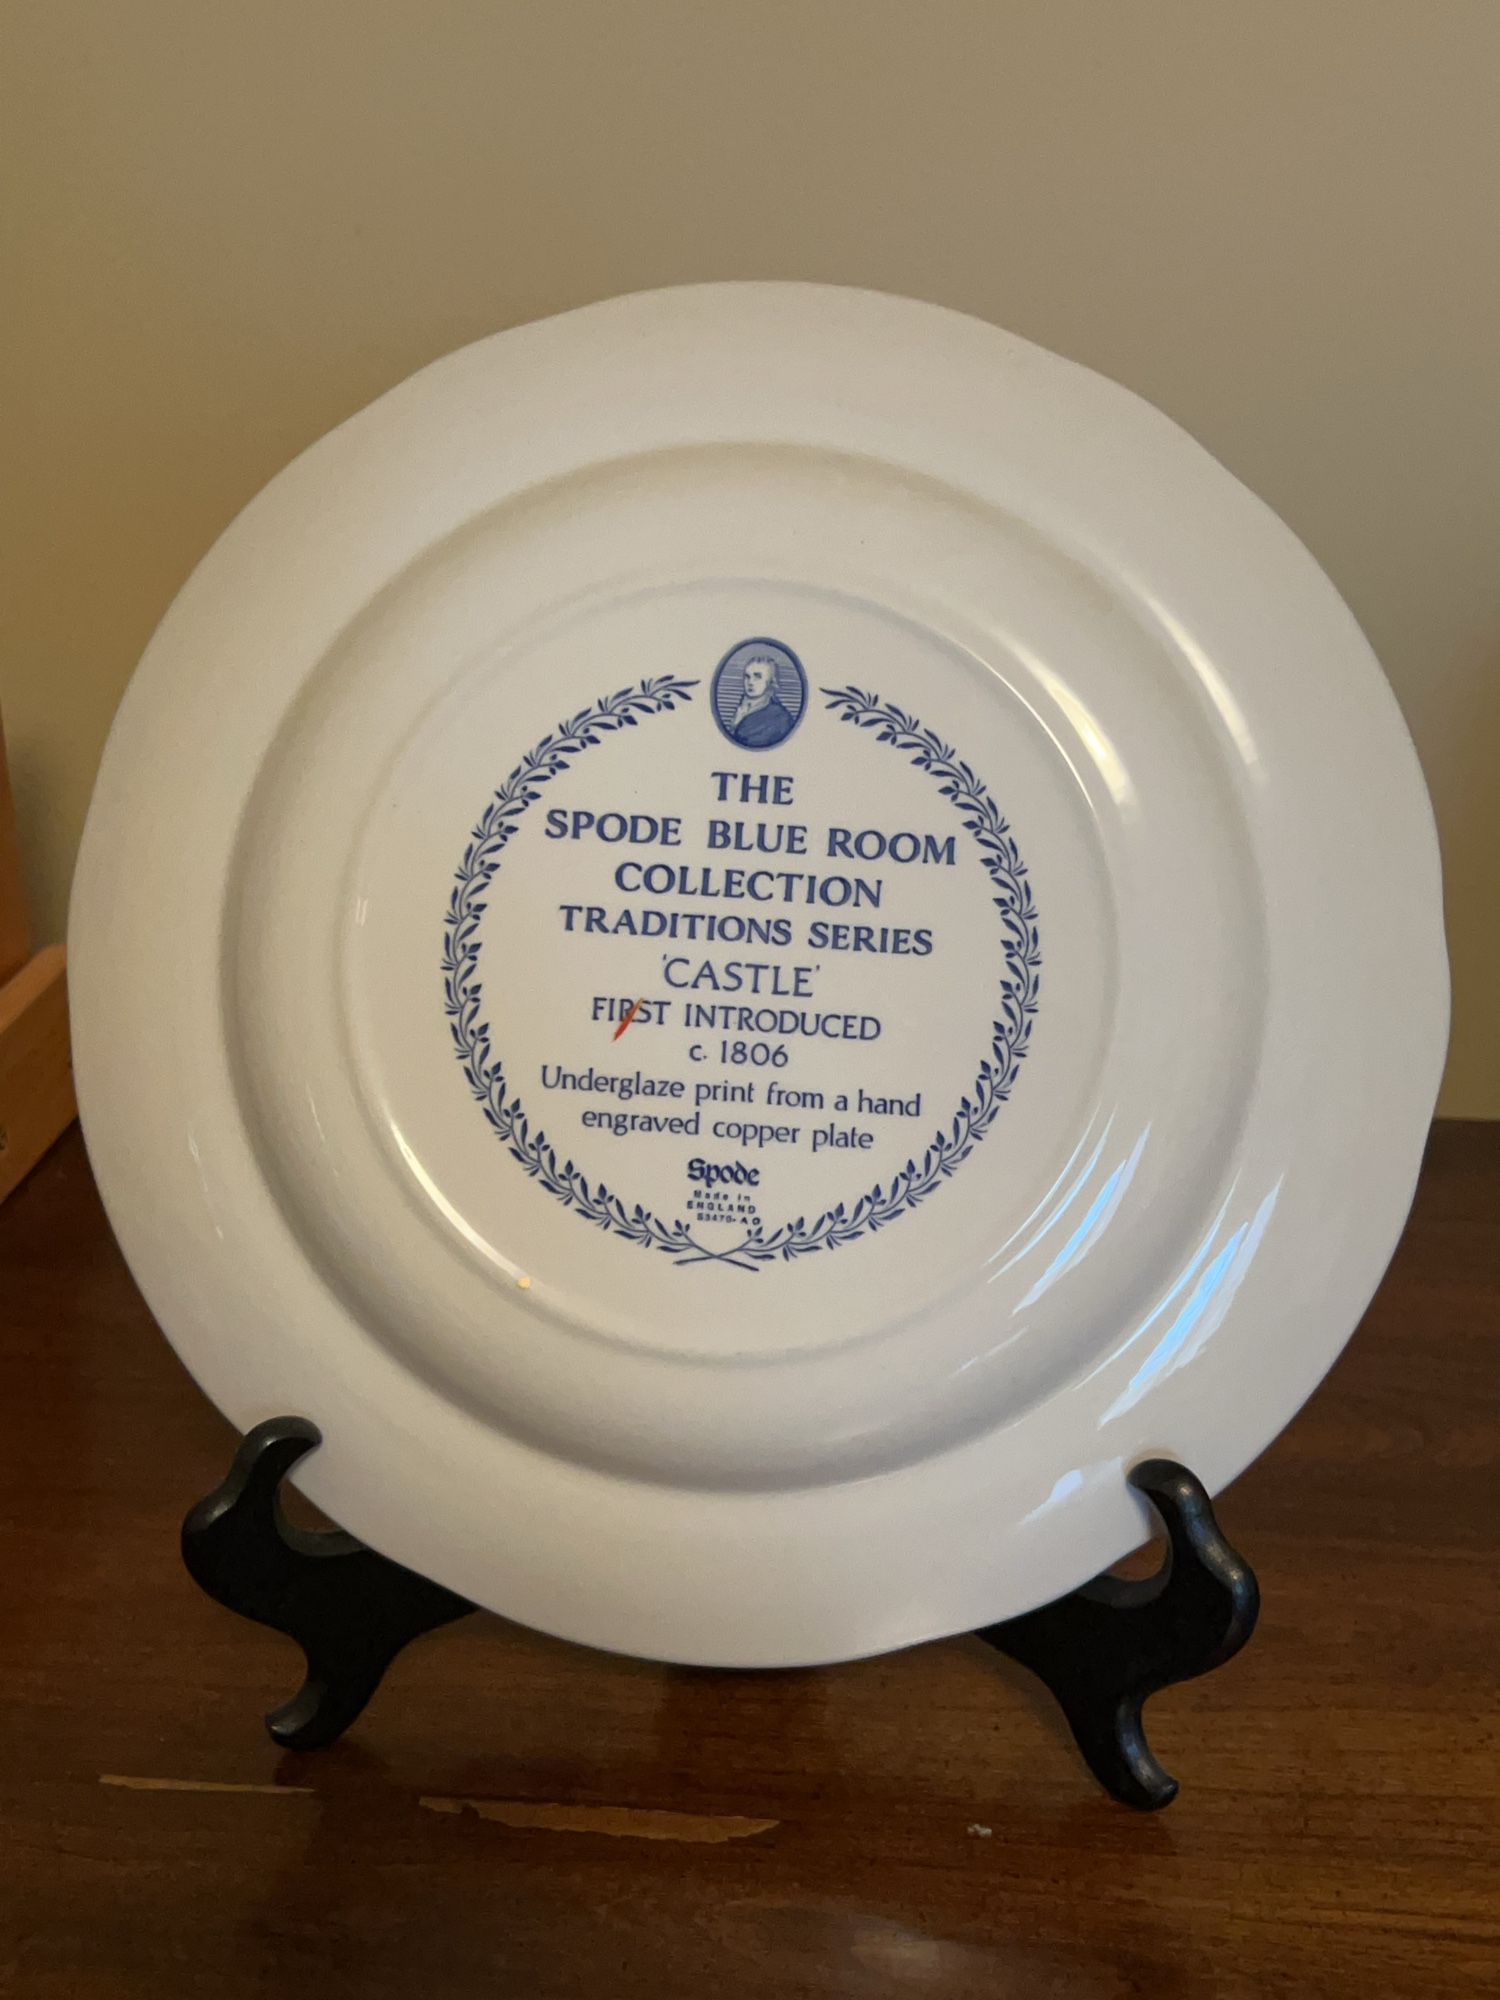 THE
SPODE BLUE ROOM
COLLECTION
TRADITIONS SERIES
'CASTLE'
FIRST INTRODUCED
c. 1806
Underglaze print from a hand
engraved copper plate
Spode
Made in
ENGLAND